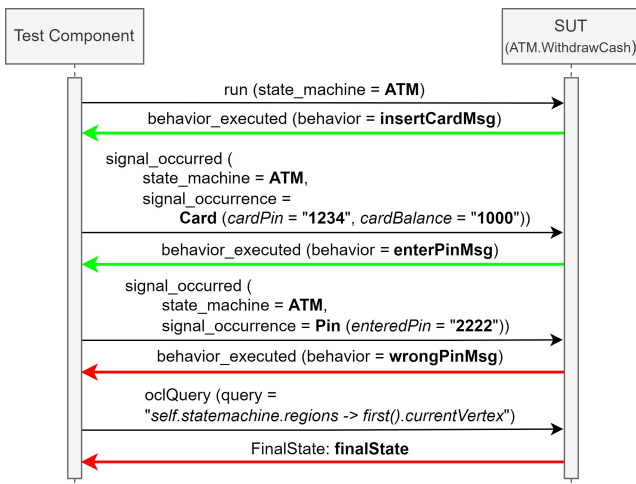 Test Component
SUT
(ATM.WithdrawCash)
run (state_machine = ATM)
behavior_executed (behavior = insertCardMsg)
signal_occurred (
state_machine = ATM,
signal_occurrence =
Card (cardPin = "1234", cardBalance = "1000"))
behavior_executed (behavior = enterPinMsg)
signal_occurred (
state_machine = ATM,
signal_occurrence = Pin (enteredPin = "2222"))
behavior_executed (behavior = wrongPinMsg)
oclQuery (query =
"self.statemachine.regions -> first().currentVertex")
FinalState: finalState